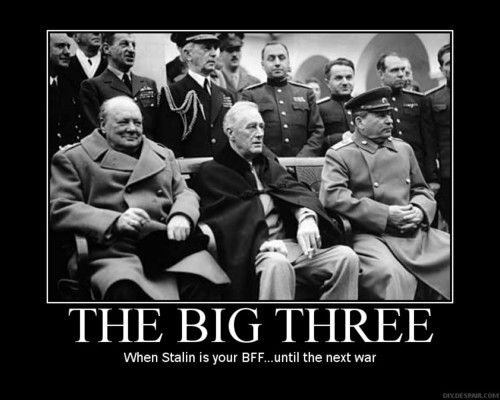 THE BIG THREE
When Stalin is your BFF...until the next war
DIY.DESPAIR.COM